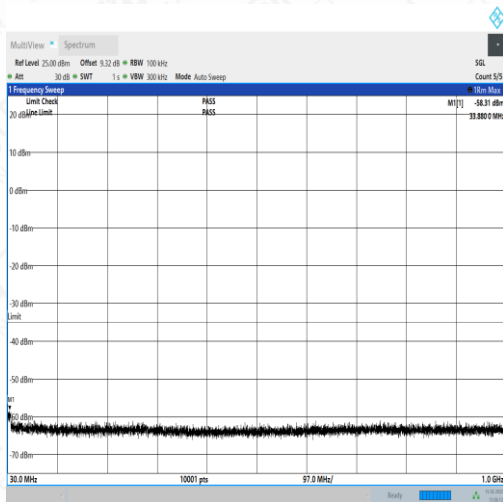 MultiView Spectrum
Ref Level 25.00 dBm Offset 9.32 dB RBW 100 kHz SGL
Att 30 dB SWT 1 s VBW 300 kHz Mode Auto Sweep Count 5/5
1 Frequency Sweep 1Rm Max
Limit Check PASS M1[1] -58.31 dBm
Line Limit PASS 33.8800 MHz
20 dBm
10 dBm
0 dBm
-10 dBm
-20 dBm
-30 dBm
Limit
-40 dBm
-50 dBm
M1
-60 dBm
-70 dBm
30.0 MHz 10001 pts 97.0 MHz/ 1.0 GHz
Ready